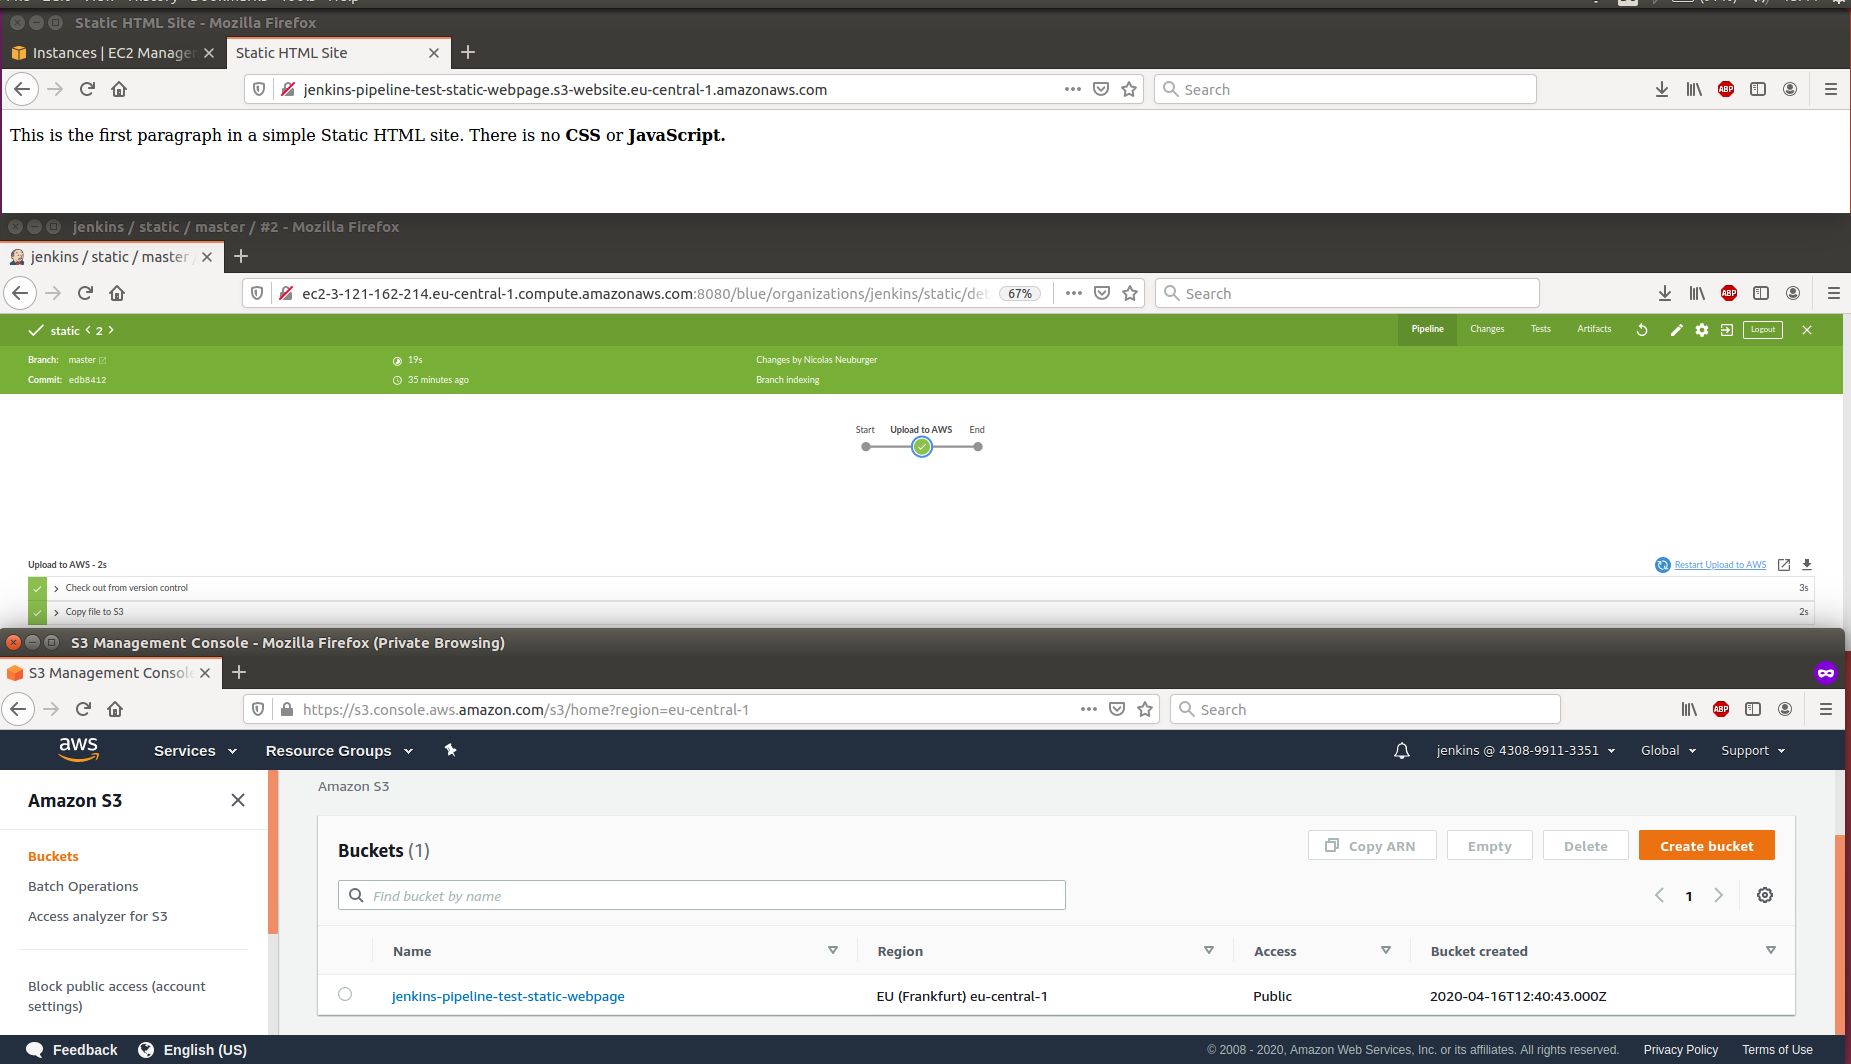 Static HTML Site - Mozilla Firefox
Instances | EC2 Manage
Static HTML Site
jenkins-pipeline-test-static-webpage.s3-website.eu-central-1.amazonaws.com
Search
ABP
This is the first paragraph in a simple Static HTML site. There is no CSS or JavaScript.
jenkins / static / master / #2 - Mozilla Firefox
jenkins / static / master
ec2-3-121-162-214.eu-central-1.compute.amazonaws.com:8080/blue/organizations/jenkins/static/det
67%
Search
ABP
static < 2 >
Pipeline
Changes
Tests
Artifacts
Logout
Branch: master
19s
Changes by Nicolas Neuburger
Commit: edb8412
35 minutes ago
Branch indexing
Start
Upload to AWS
End
Upload to AWS - 2s
Restart Upload to AWS
Check out from version control
3s
Copy file to S3
2s
S3 Management Console - Mozilla Firefox (Private Browsing)
S3 Management Consol
https://s3.console.aws.amazon.com/s3/home?region=eu-central-1
Search
ABP
aws
Services
Resource Groups
jenkins @ 4308-9911-3351
Global
Support
Amazon S3
Amazon S3
Buckets
Batch Operations
Access analyzer for S3
Block public access (account
settings)
Buckets (1)
Copy ARN
Empty
Delete
Create bucket
Find bucket by name
1
Name
Region
Access
Bucket created
jenkins-pipeline-test-static-webpage
EU (Frankfurt) eu-central-1
Public
2020-04-16T12:40:43.000Z
Feedback
English (US)
© 2008 - 2020, Amazon Web Services, Inc. or its affiliates. All rights reserved.
Privacy Policy
Terms of Use